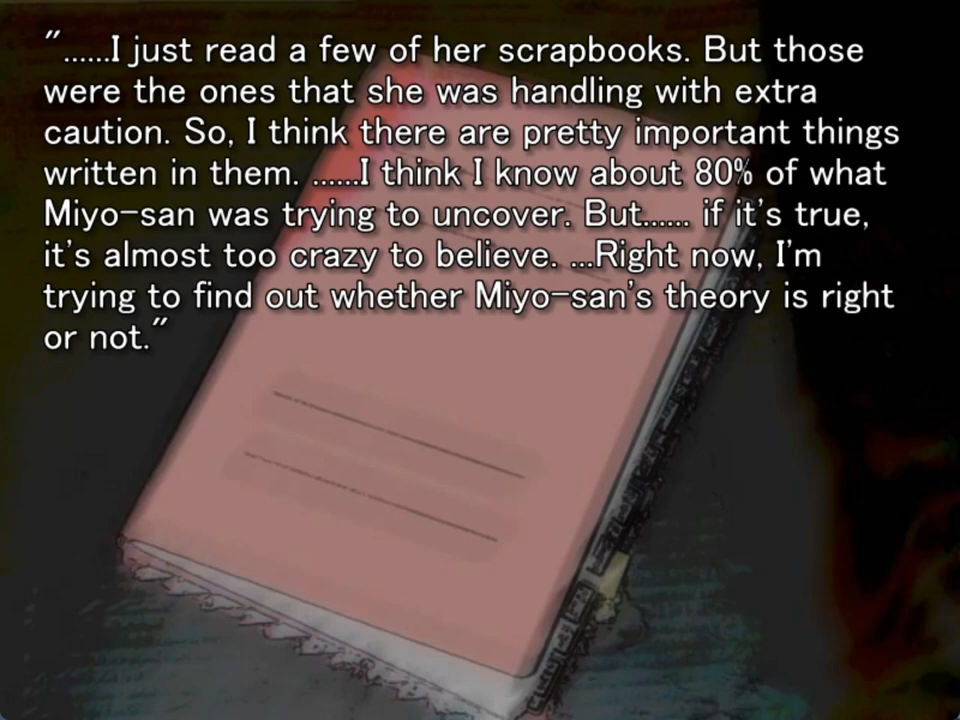 "......I just read a few of her scrapbooks. But those
were the ones that she was handling with extra
caution. So, I think there are pretty important things
written in them. ......I think I know about 80% of what
Miyo-san was trying to uncover. But...... if it's true,
it's almost too crazy to believe. ...Right now, I'm
trying to find out whether Miyo-san's theory is right
or not."